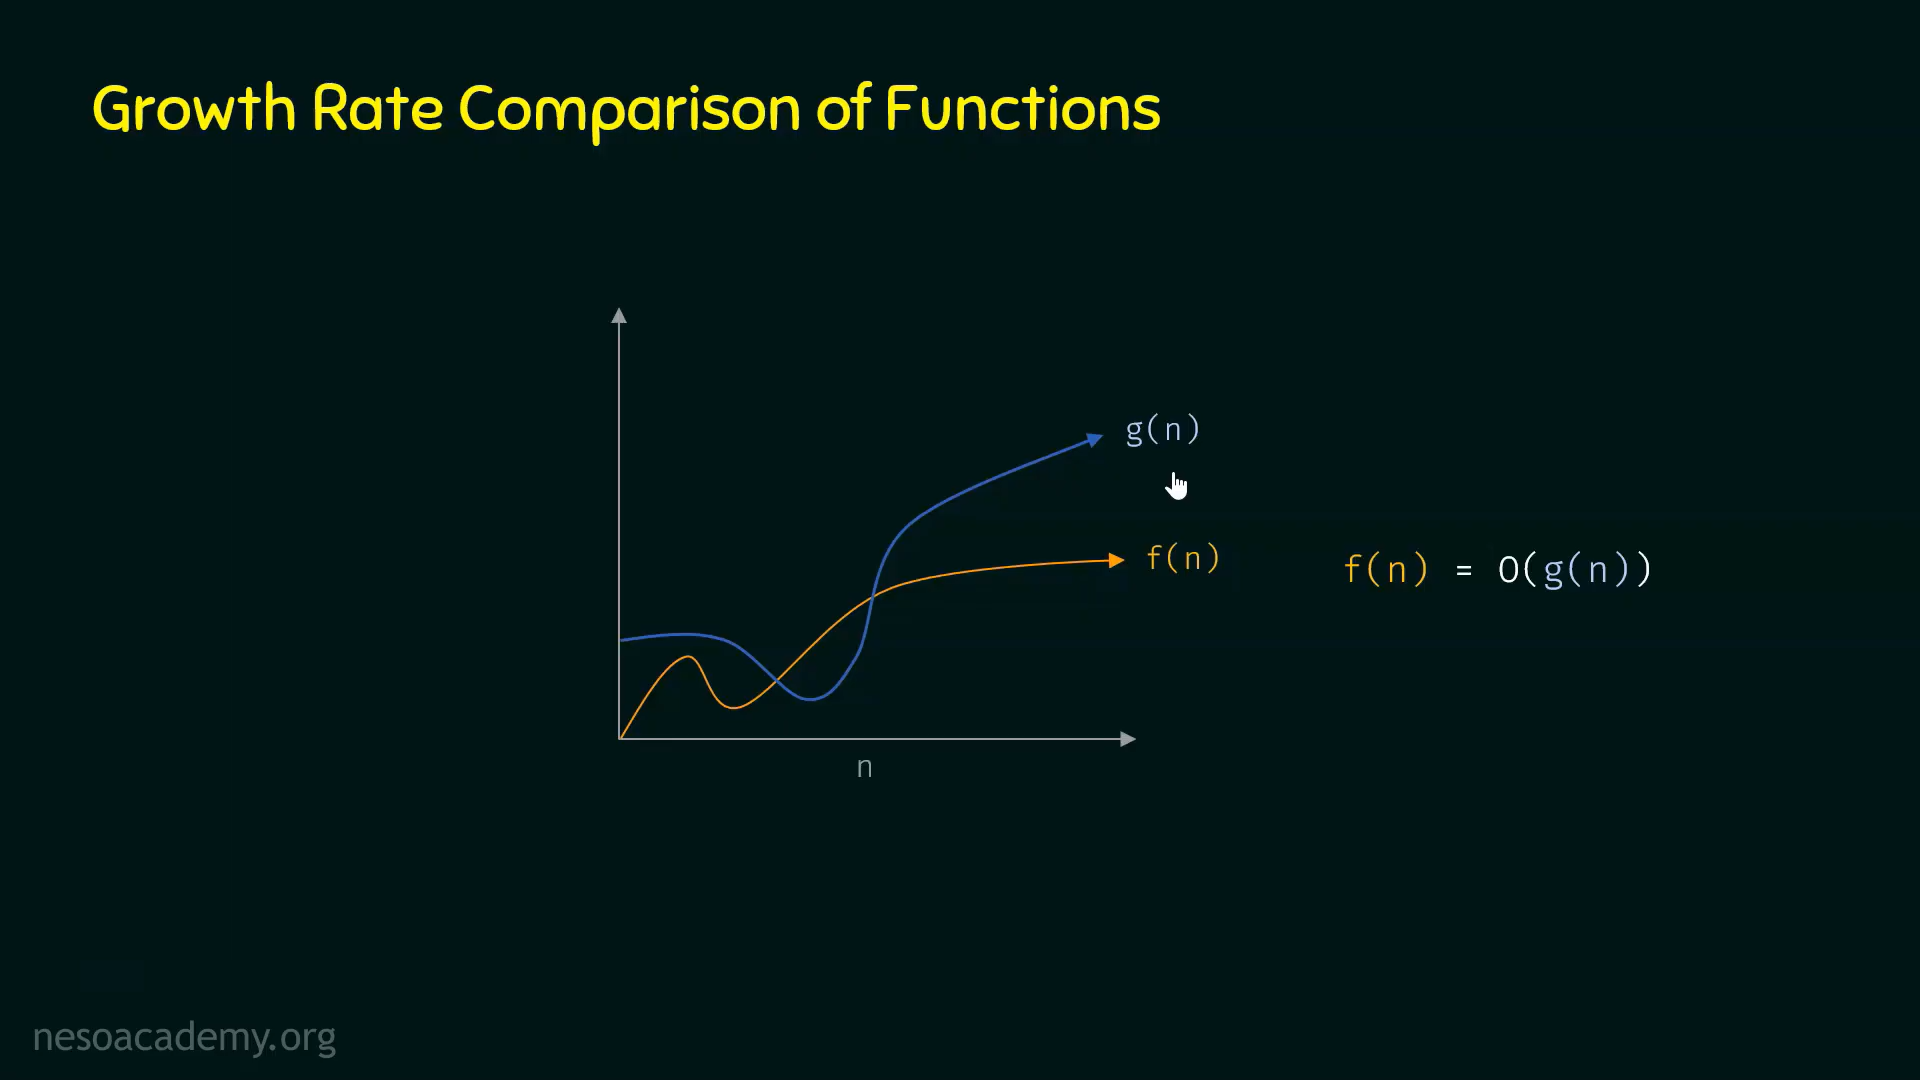 Growth Rate Comparison of Functions
g(n)
f(n)
f(n) = O(g(n))
n
nesoacademy.org